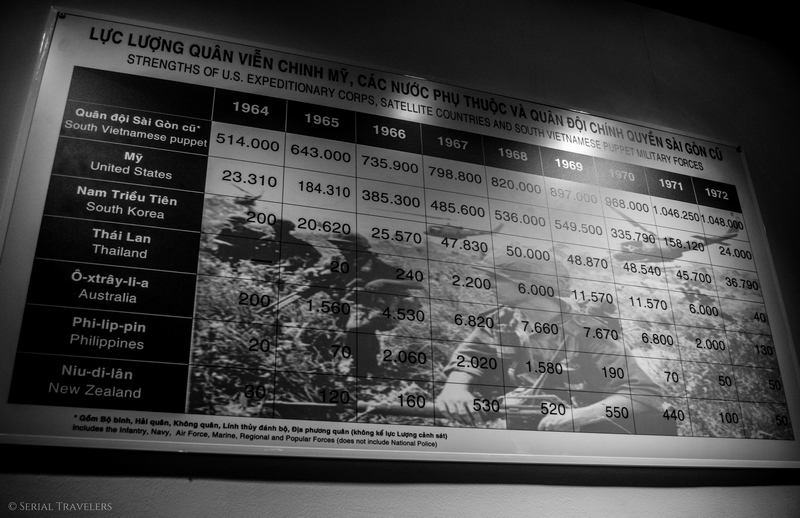 LỰC LƯỢNG QUÂN VIỄN CHINH MỸ, CÁC NƯỚC PHỤ THUỘC VÀ QUÂN ĐỘI CHÍNH QUYỀN SÀI GÒN CŨ
STRENGTHS OF U.S. EXPEDITIONARY CORPS, SATELLITE COUNTRIES AND SOUTH VIETNAMESE PUPPET MILITARY FORCES
1964 1965 1966 1967 1968 1969 1970 1971 1972
Quân đội Sài Gòn cũ*
South Vietnamese puppet
514.000 643.000 735.900 798.800 820.000 897.000 968.000 1.046.250 1.048.000
Mỹ
United States
23.310 184.310 385.300 485.600 536.000 549.500 335.790 158.120 24.000
Nam Triều Tiên
South Korea
200 20.620 25.570 47.830 50.000 48.870 48.540 45.700 36.790
Thái Lan
Thailand
— 20 240 2.200 6.000 11.570 11.570 6.000 40
Ô-xtrây-li-a
Australia
200 1.560 4.530 6.820 7.660 7.670 6.800 2.000 130
Phi-lip-pin
Philippines
20 70 2.060 2.020 1.580 190 70 50 50
Niu-di-lân
New Zealand
30 120 160 530 520 550 440 100 50
* Gồm Bộ binh, Hải quân, Không quân, Lính thủy đánh bộ, Địa phương quân (không kể lực Lượng cảnh sát)
Includes the Infantry, Navy, Air Force, Marine, Regional and Popular Forces (does not include National Police)
© SERIAL TRAVELERS